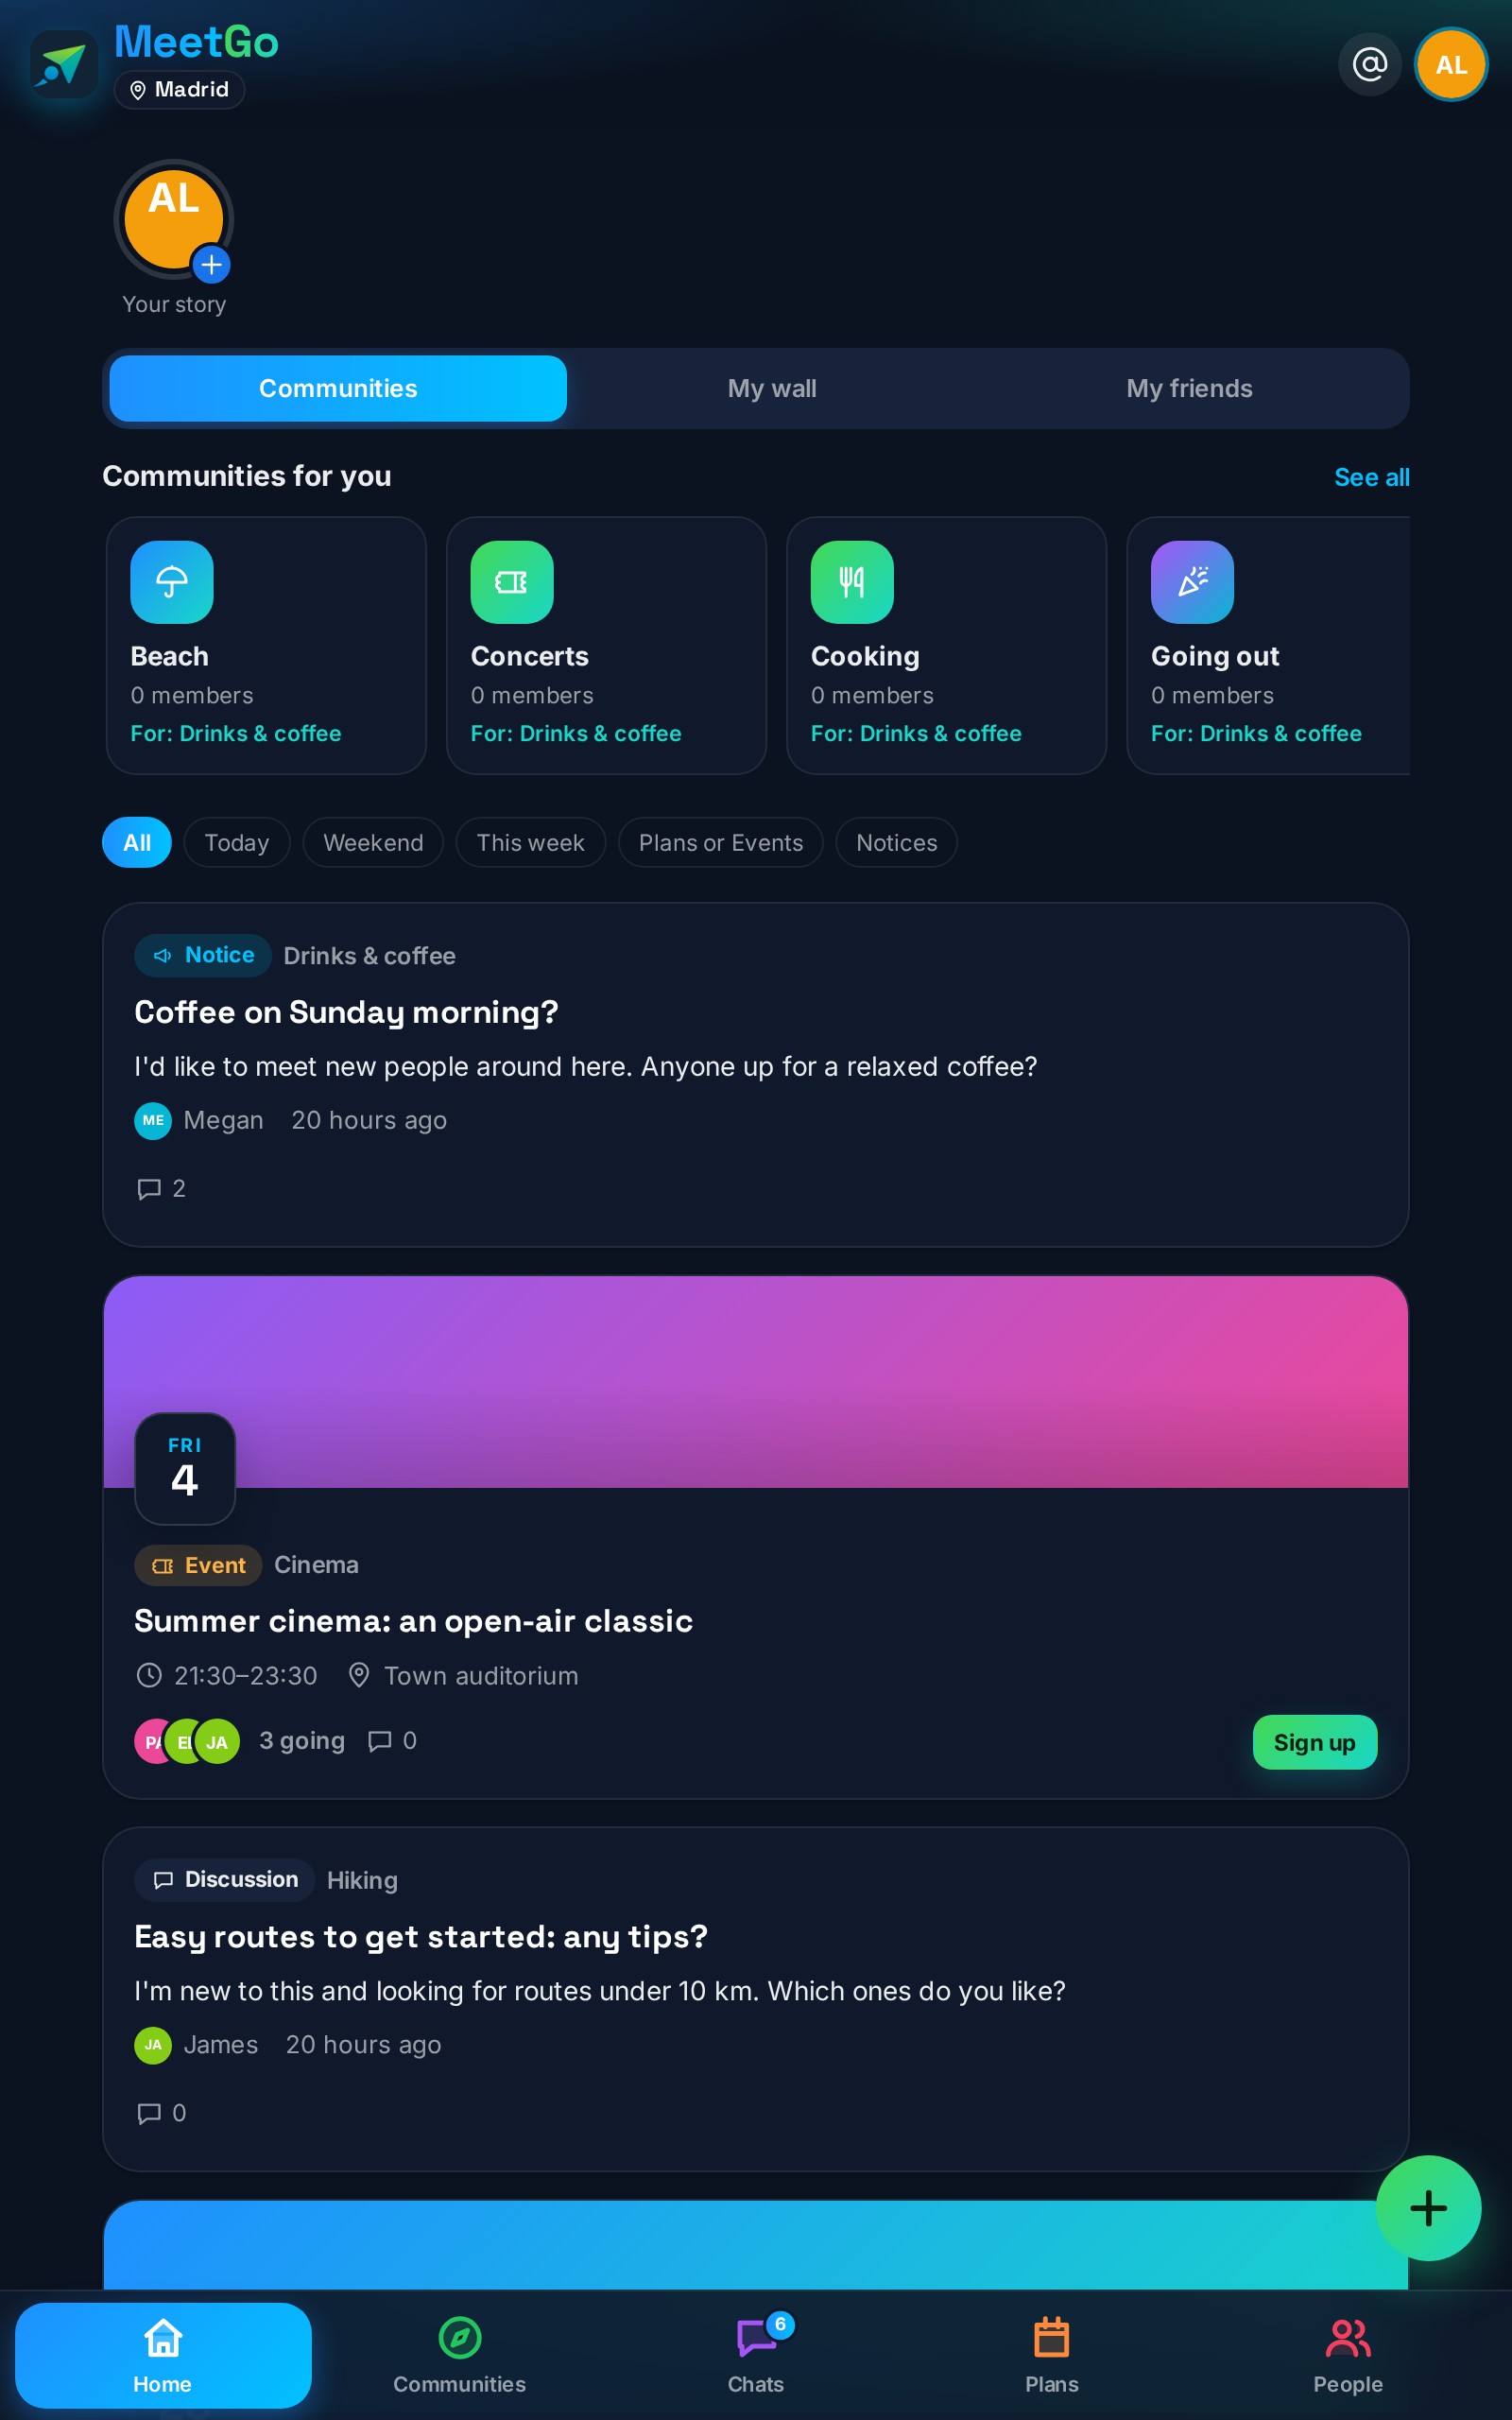 MeetGo
Madrid
AL
AL
Your story
Communities My wall My friends
Communities for you See all
Beach
0 members
For: Drinks & coffee
Concerts
0 members
For: Drinks & coffee
Cooking
0 members
For: Drinks & coffee
Going out
0 members
For: Drinks & coffee
All Today Weekend This week Plans or Events Notices
Notice Drinks & coffee
Coffee on Sunday morning?
I'd like to meet new people around here. Anyone up for a relaxed coffee?
ME Megan 20 hours ago
2
FRI
4
Event Cinema
Summer cinema: an open-air classic
21:30–23:30 Town auditorium
PA JA 3 going 0 Sign up
Discussion Hiking
Easy routes to get started: any tips?
I'm new to this and looking for routes under 10 km. Which ones do you like?
JA James 20 hours ago
0
6
Home Communities Chats Plans People